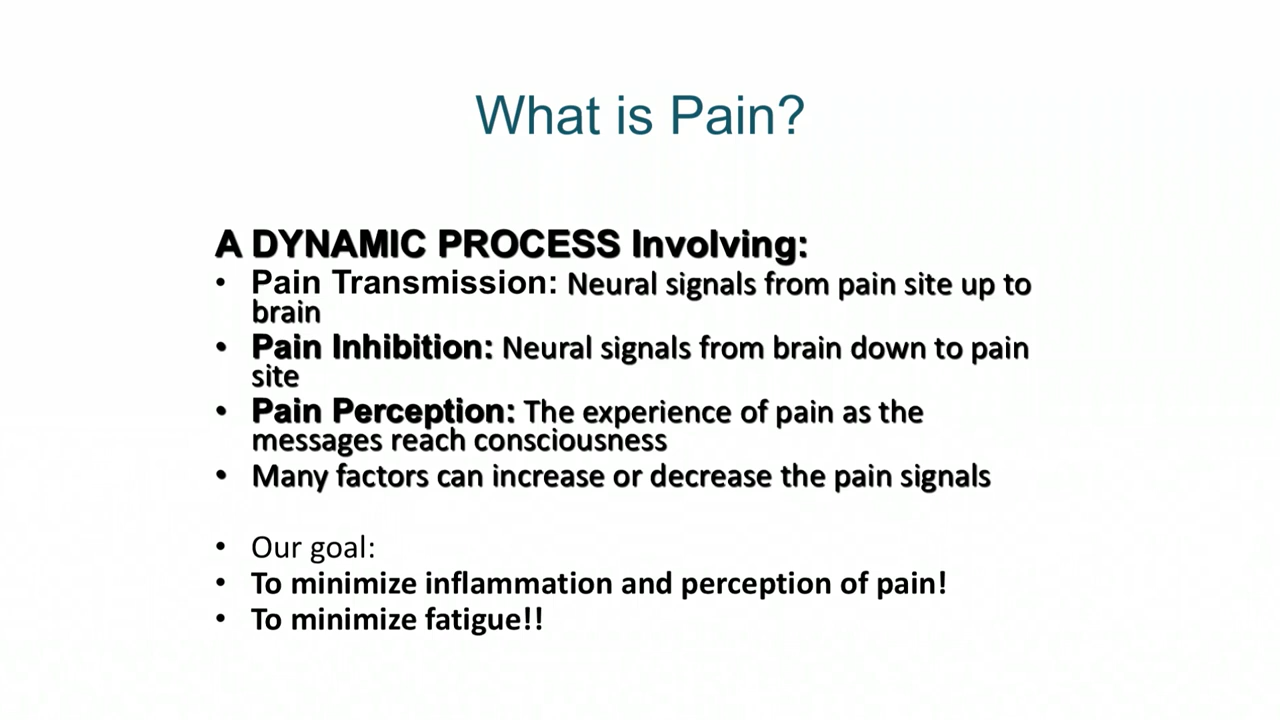 What is Pain?
A DYNAMIC PROCESS Involving:
• Pain Transmission: Neural signals from pain site up to
brain
• Pain Inhibition: Neural signals from brain down to pain
site
• Pain Perception: The experience of pain as the
messages reach consciousness
• Many factors can increase or decrease the pain signals
• Our goal:
• To minimize inflammation and perception of pain!
• To minimize fatigue!!